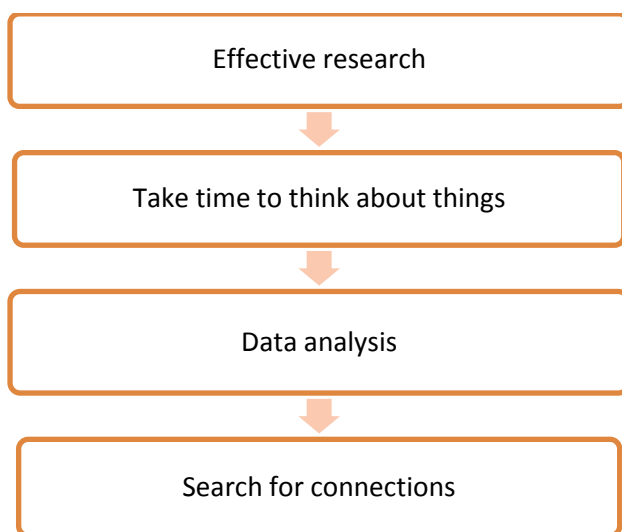 Effective research
Take time to think about things
Data analysis
Search for connections